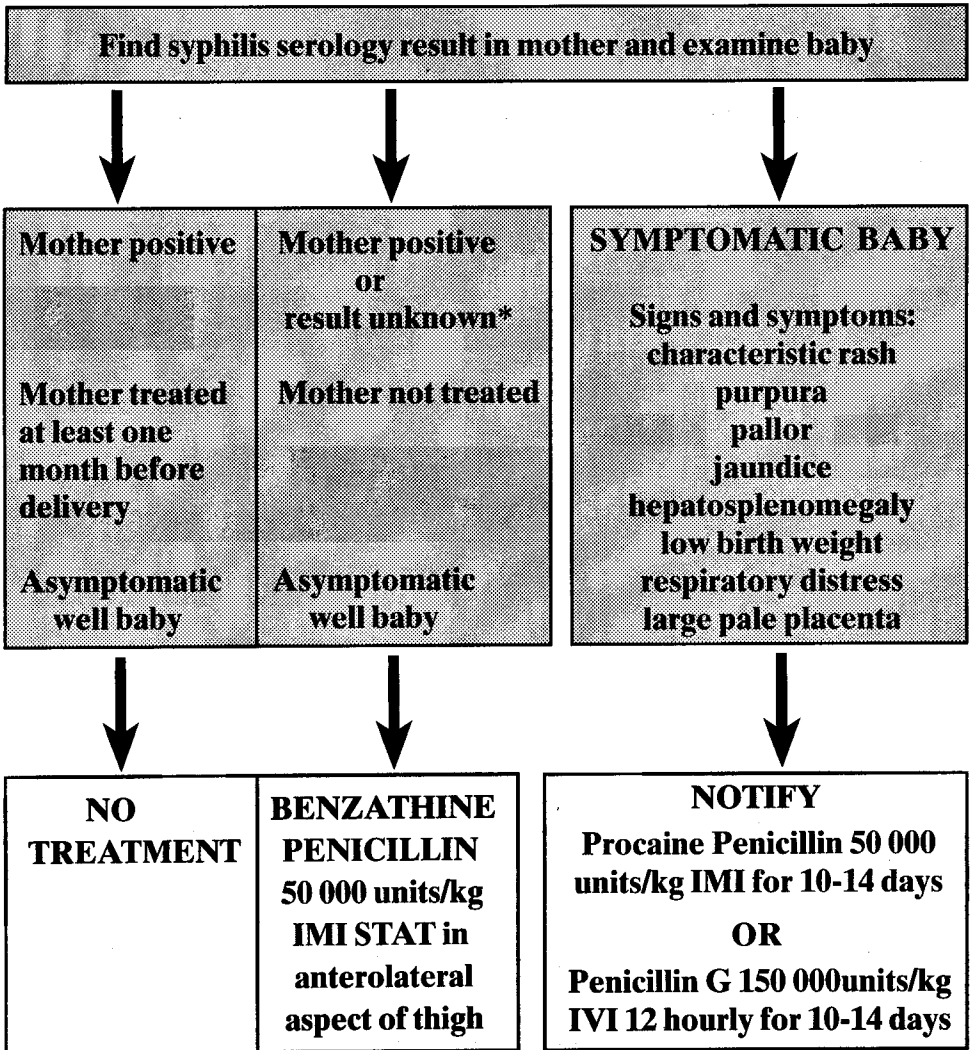 Find syphilis serology result in mother and examine baby
Mother positive
Mother treated
at least one
month before
delivery
Asymptomatic
well baby
Mother positive
or
result unknown*
Mother not treated
Asymptomatic
well baby
SYMPTOMATIC BABY
Signs and symptoms:
characteristic rash
purpura
pallor
jaundice
hepatosplenomegaly
low birth weight
respiratory distress
large pale placenta
NO
TREATMENT
BENZATHINE
PENICILLIN
50 000 units/kg
IMI STAT in
anterolateral
aspect of thigh
NOTIFY
Procaine Penicillin 50 000
units/kg IMI for 10-14 days
OR
Penicillin G 150 000units/kg
IVI 12 hourly for 10-14 days